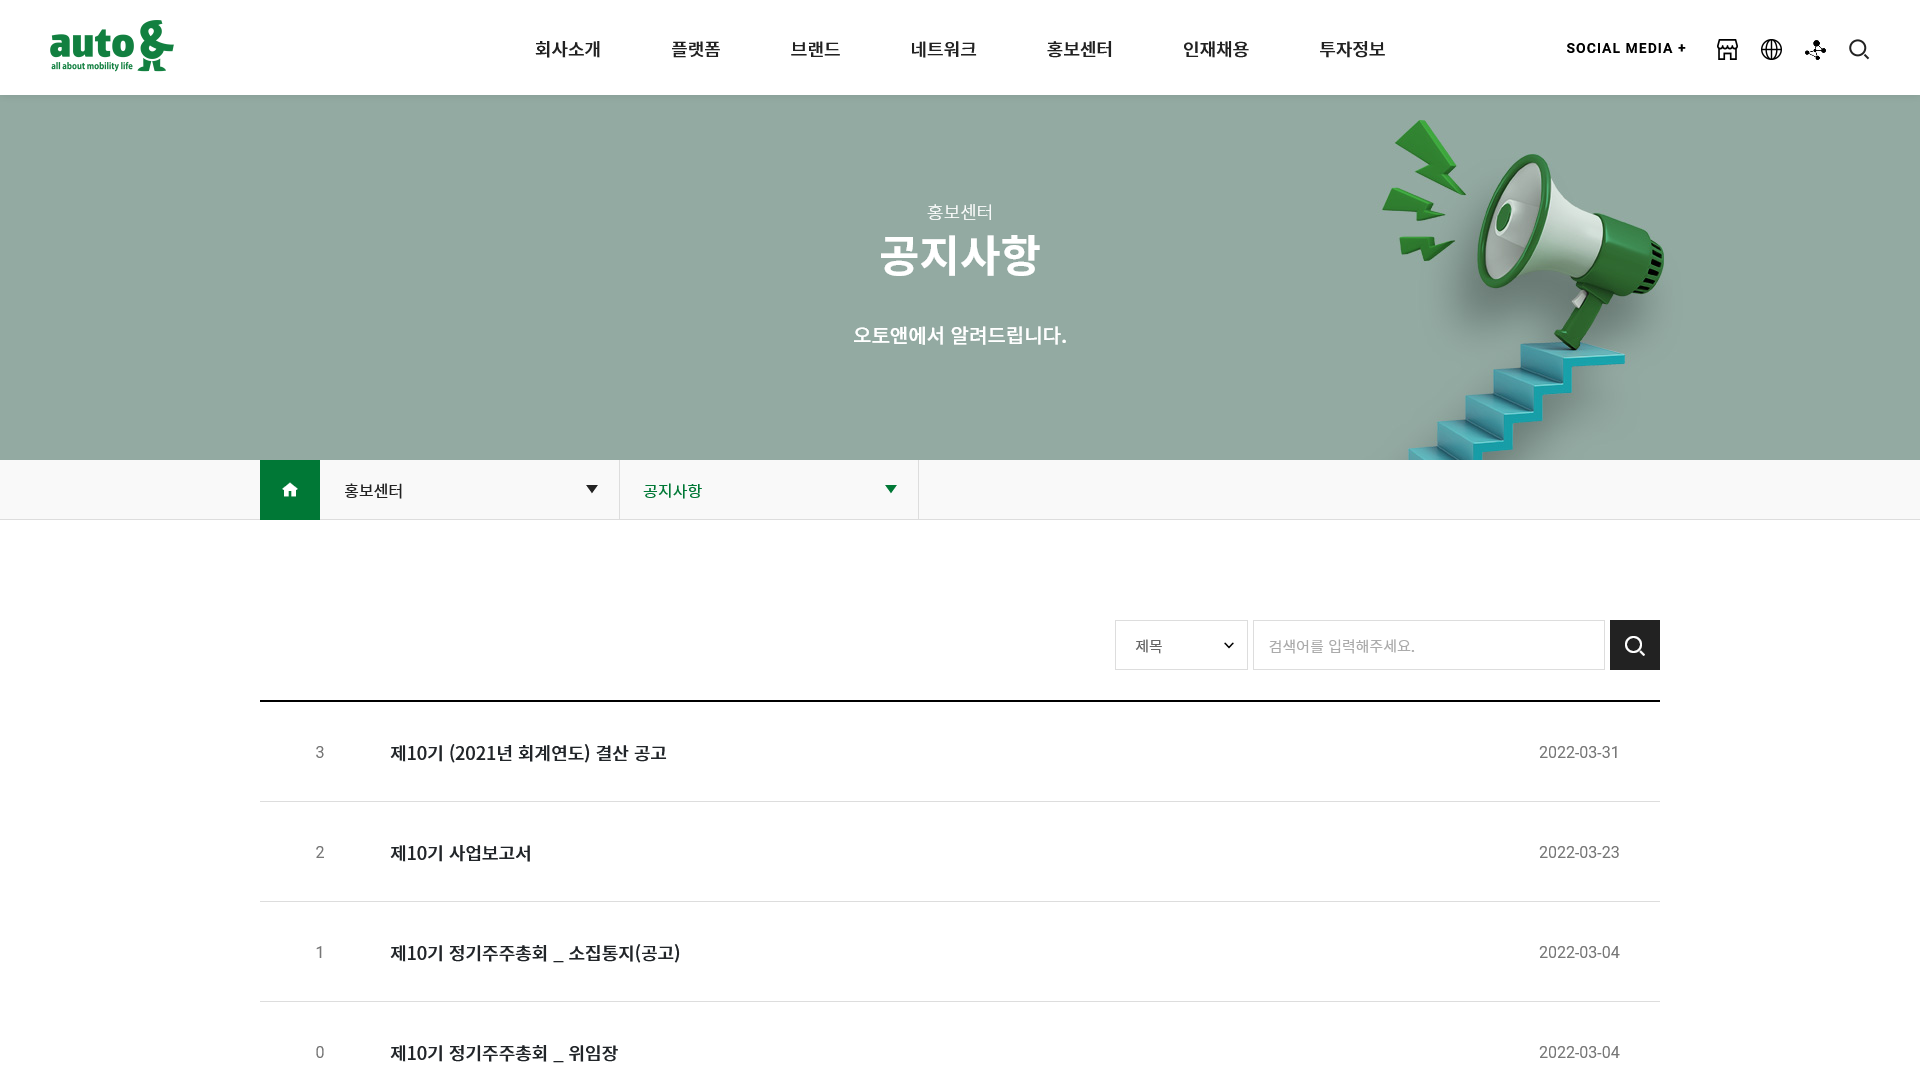 auto &
all about mobility life
회사소개
플랫폼
브랜드
네트워크
홍보센터
인재채용
투자정보
SOCIAL MEDIA +
홍보센터
공지사항
오토앤에서 알려드립니다.
홍보센터
공지사항
제목
검색어를 입력해주세요.
3 제10기 (2021년 회계연도) 결산 공고 2022-03-31
2 제10기 사업보고서 2022-03-23
1 제10기 정기주주총회 _ 소집통지(공고) 2022-03-04
0 제10기 정기주주총회 _ 위임장 2022-03-04